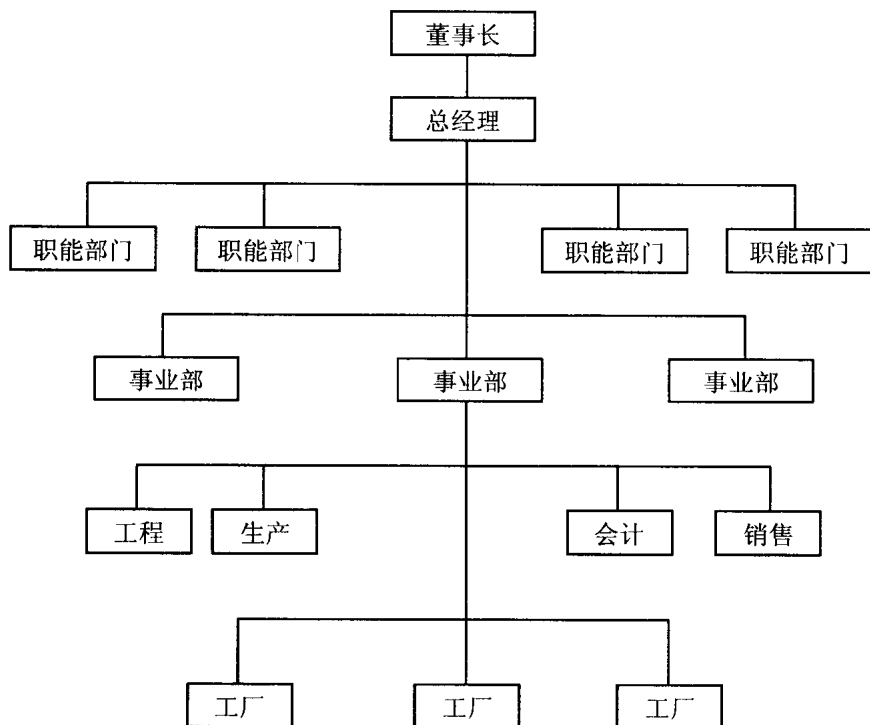 董事长
总经理
职能部门 职能部门 职能部门 职能部门
事业部 事业部 事业部
工程 生产 会计 销售
工厂 工厂 工厂